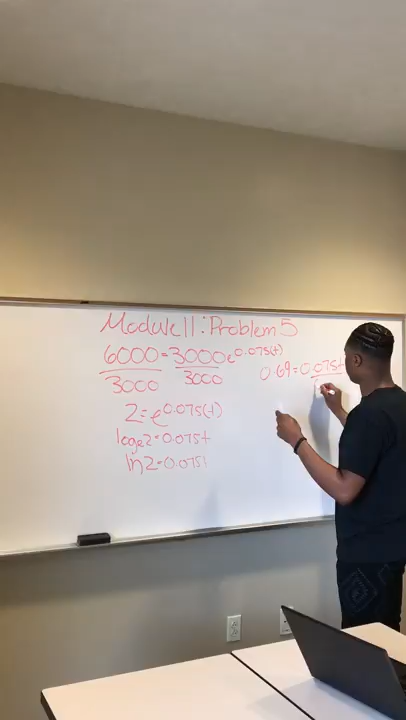 Module 11: Problem 5
6000 = 3000e^0.075(t)
3000 3000
2 = e^0.075(t)
loge2 = 0.075t
ln2 = 0.075t
0.69 = 0.075t